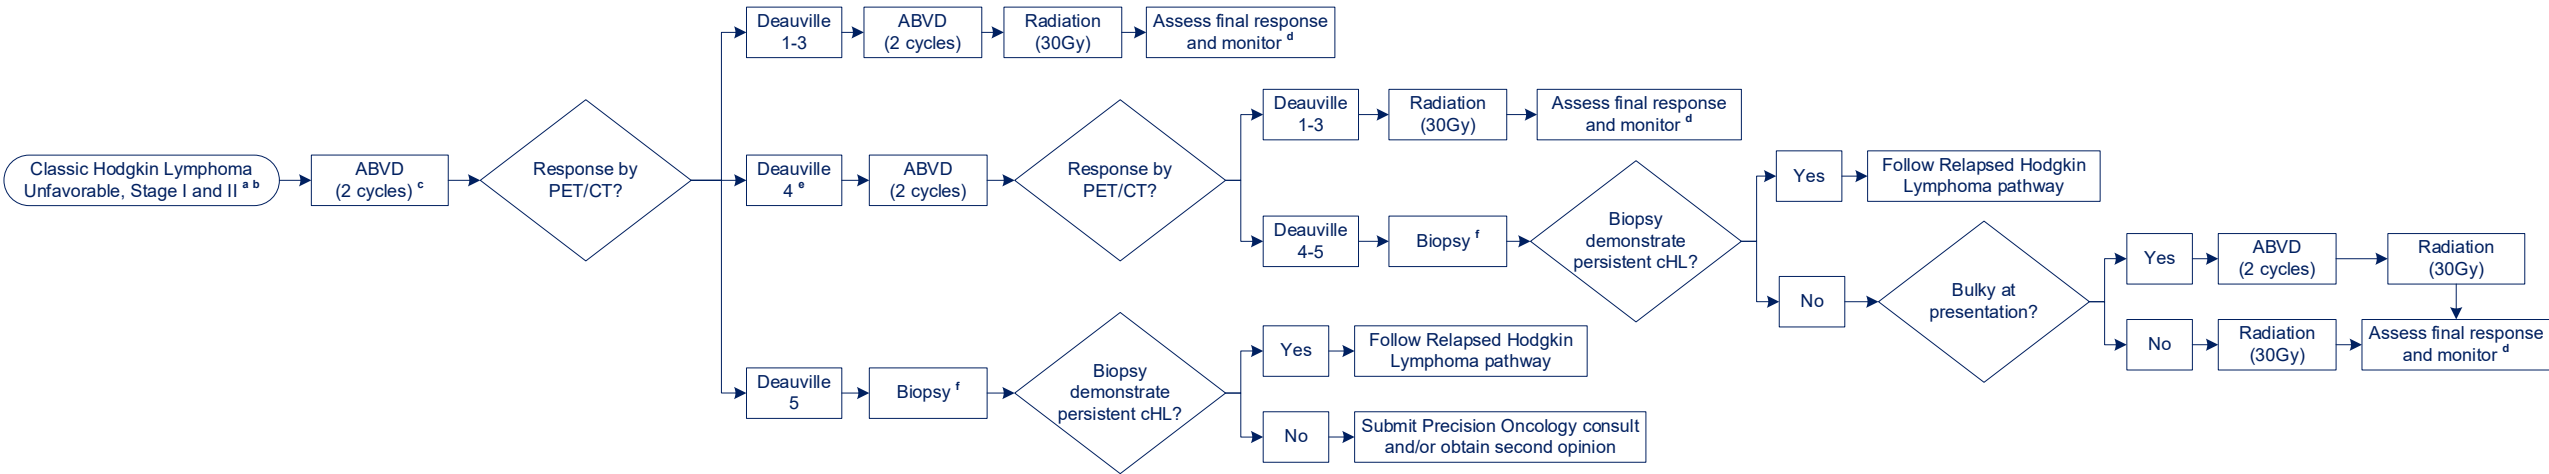 Classic Hodgkin Lymphoma
Unfavorable, Stage I and II a b
ABVD
(2 cycles) c
Response by
PET/CT?
Deauville
1-3
ABVD
(2 cycles)
Radiation
(30Gy)
Assess final response
and monitor d
Deauville
4 e
ABVD
(2 cycles)
Response by
PET/CT?
Deauville
1-3
Radiation
(30Gy)
Assess final response
and monitor d
Deauville
4-5
Biopsy f
Biopsy
demonstrate
persistent cHL?
Yes
Follow Relapsed Hodgkin
Lymphoma pathway
No
Bulky at
presentation?
Yes
ABVD
(2 cycles)
Radiation
(30Gy)
No
Radiation
(30Gy)
Assess final response
and monitor d
Deauville
5
Biopsy f
Biopsy
demonstrate
persistent cHL?
Yes
Follow Relapsed Hodgkin
Lymphoma pathway
No
Submit Precision Oncology consult
and/or obtain second opinion